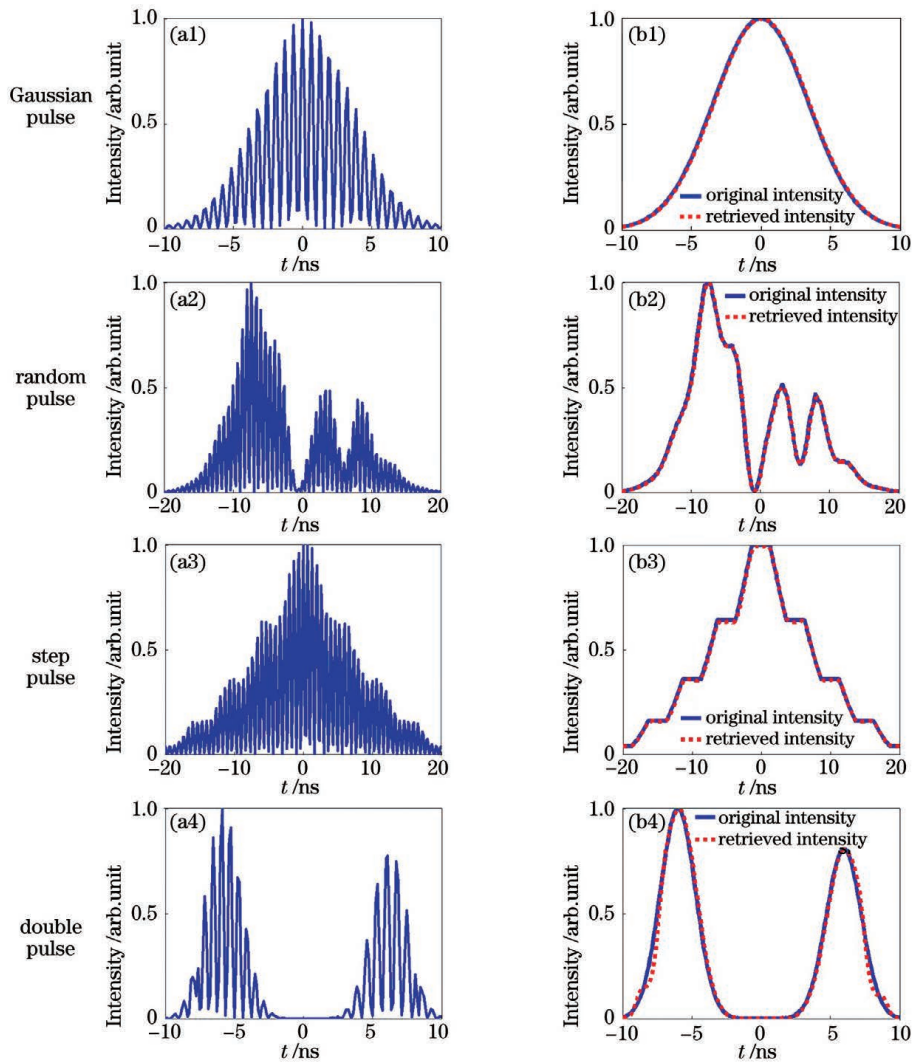 Gaussian
pulse
Intensity /arb.unit
1.0
0.5
0
(a1)
−10 −5 0 5 10
t /ns
Intensity /arb.unit
1.0
0.5
0
(b1)
original intensity
retrieved intensity
−10 −5 0 5 10
t /ns
random
pulse
Intensity /arb.unit
1.0
0.5
0
(a2)
−20 −10 0 10 20
t /ns
Intensity /arb.unit
1.0
0.5
0
(b2)
original intensity
retrieved intensity
−20 −10 0 10 20
t /ns
step
pulse
Intensity /arb.unit
1.0
0.5
0
(a3)
−20 −10 0 10 20
t /ns
Intensity /arb.unit
1.0
0.5
0
(b3)
original intensity
retrieved intensity
−20 −10 0 10 20
t /ns
double
pulse
Intensity /arb.unit
1.0
0.5
0
(a4)
−10 −5 0 5 10
t /ns
Intensity /arb.unit
1.0
0.5
0
(b4)
original intensity
retrieved intensity
−10 −5 0 5 10
t /ns